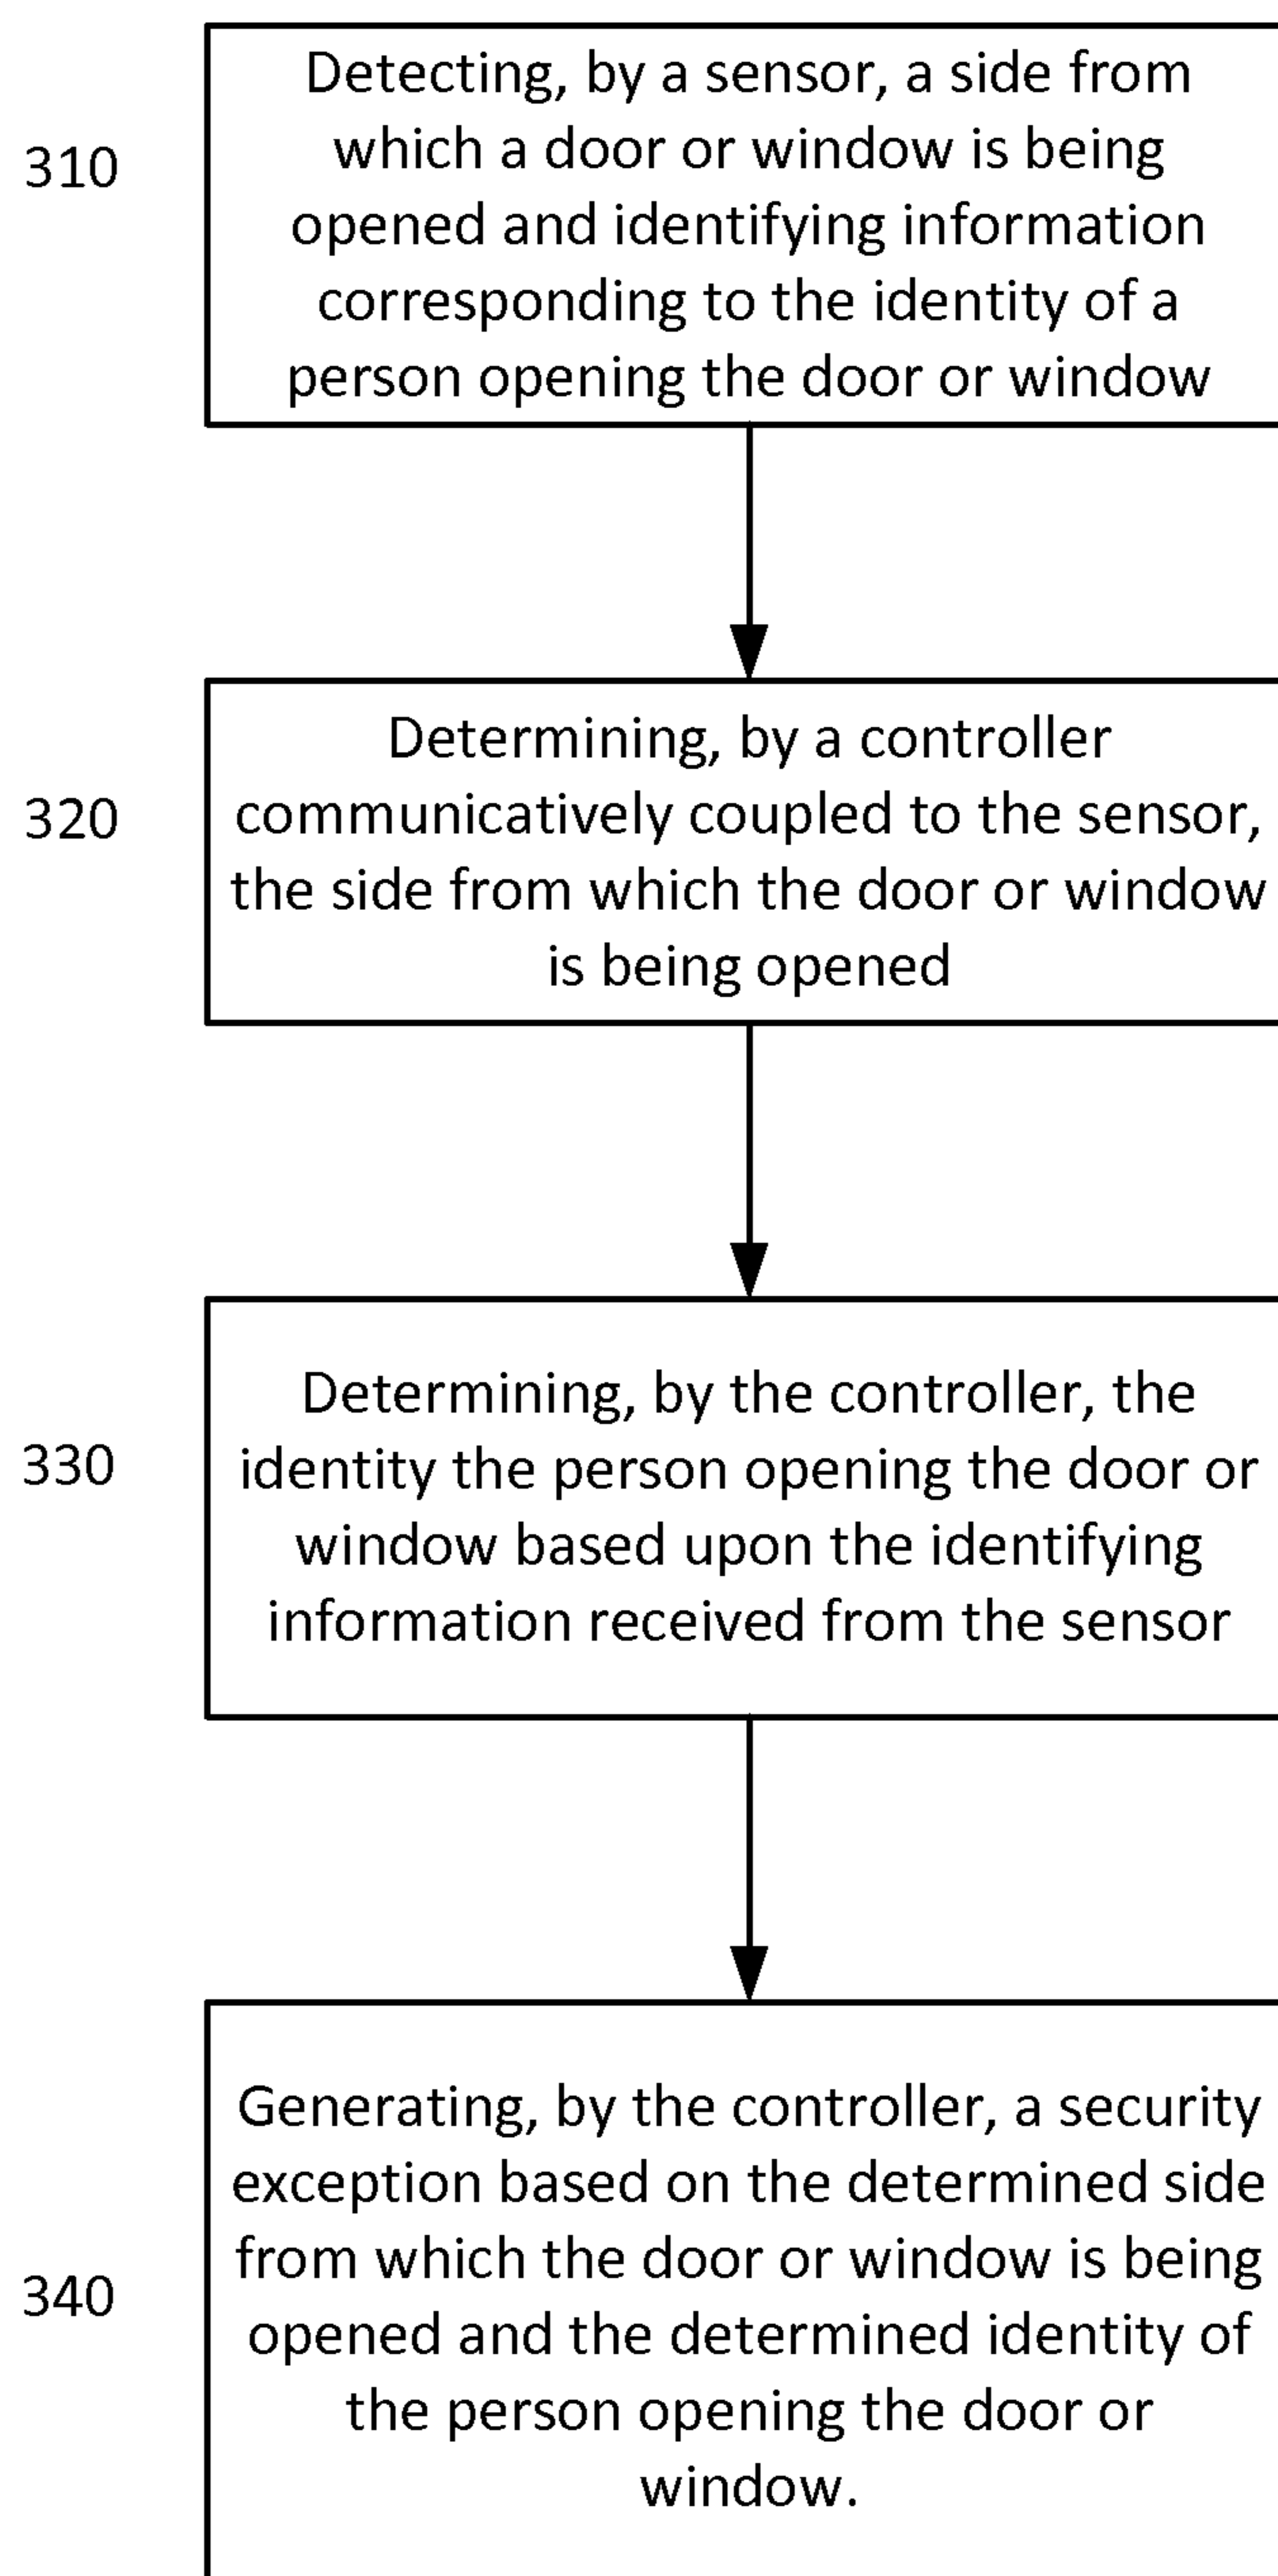 310
Detecting, by a sensor, a side from
which a door or window is being
opened and identifying information
corresponding to the identity of a
person opening the door or window
320
Determining, by a controller
communicatively coupled to the sensor,
the side from which the door or window
is being opened
330
Determining, by the controller, the
identity the person opening the door or
window based upon the identifying
information received from the sensor
340
Generating, by the controller, a security
exception based on the determined side
from which the door or window is being
opened and the determined identity of
the person opening the door or
window.